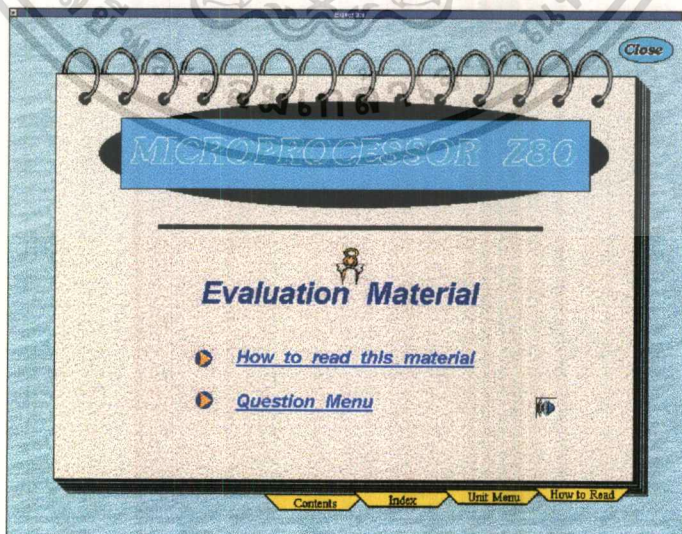 Close
MICROPROCESSOR Z80
Evaluation Material
How to read this material
Question Menu
Contents
Index
Unit Menu
How to Read